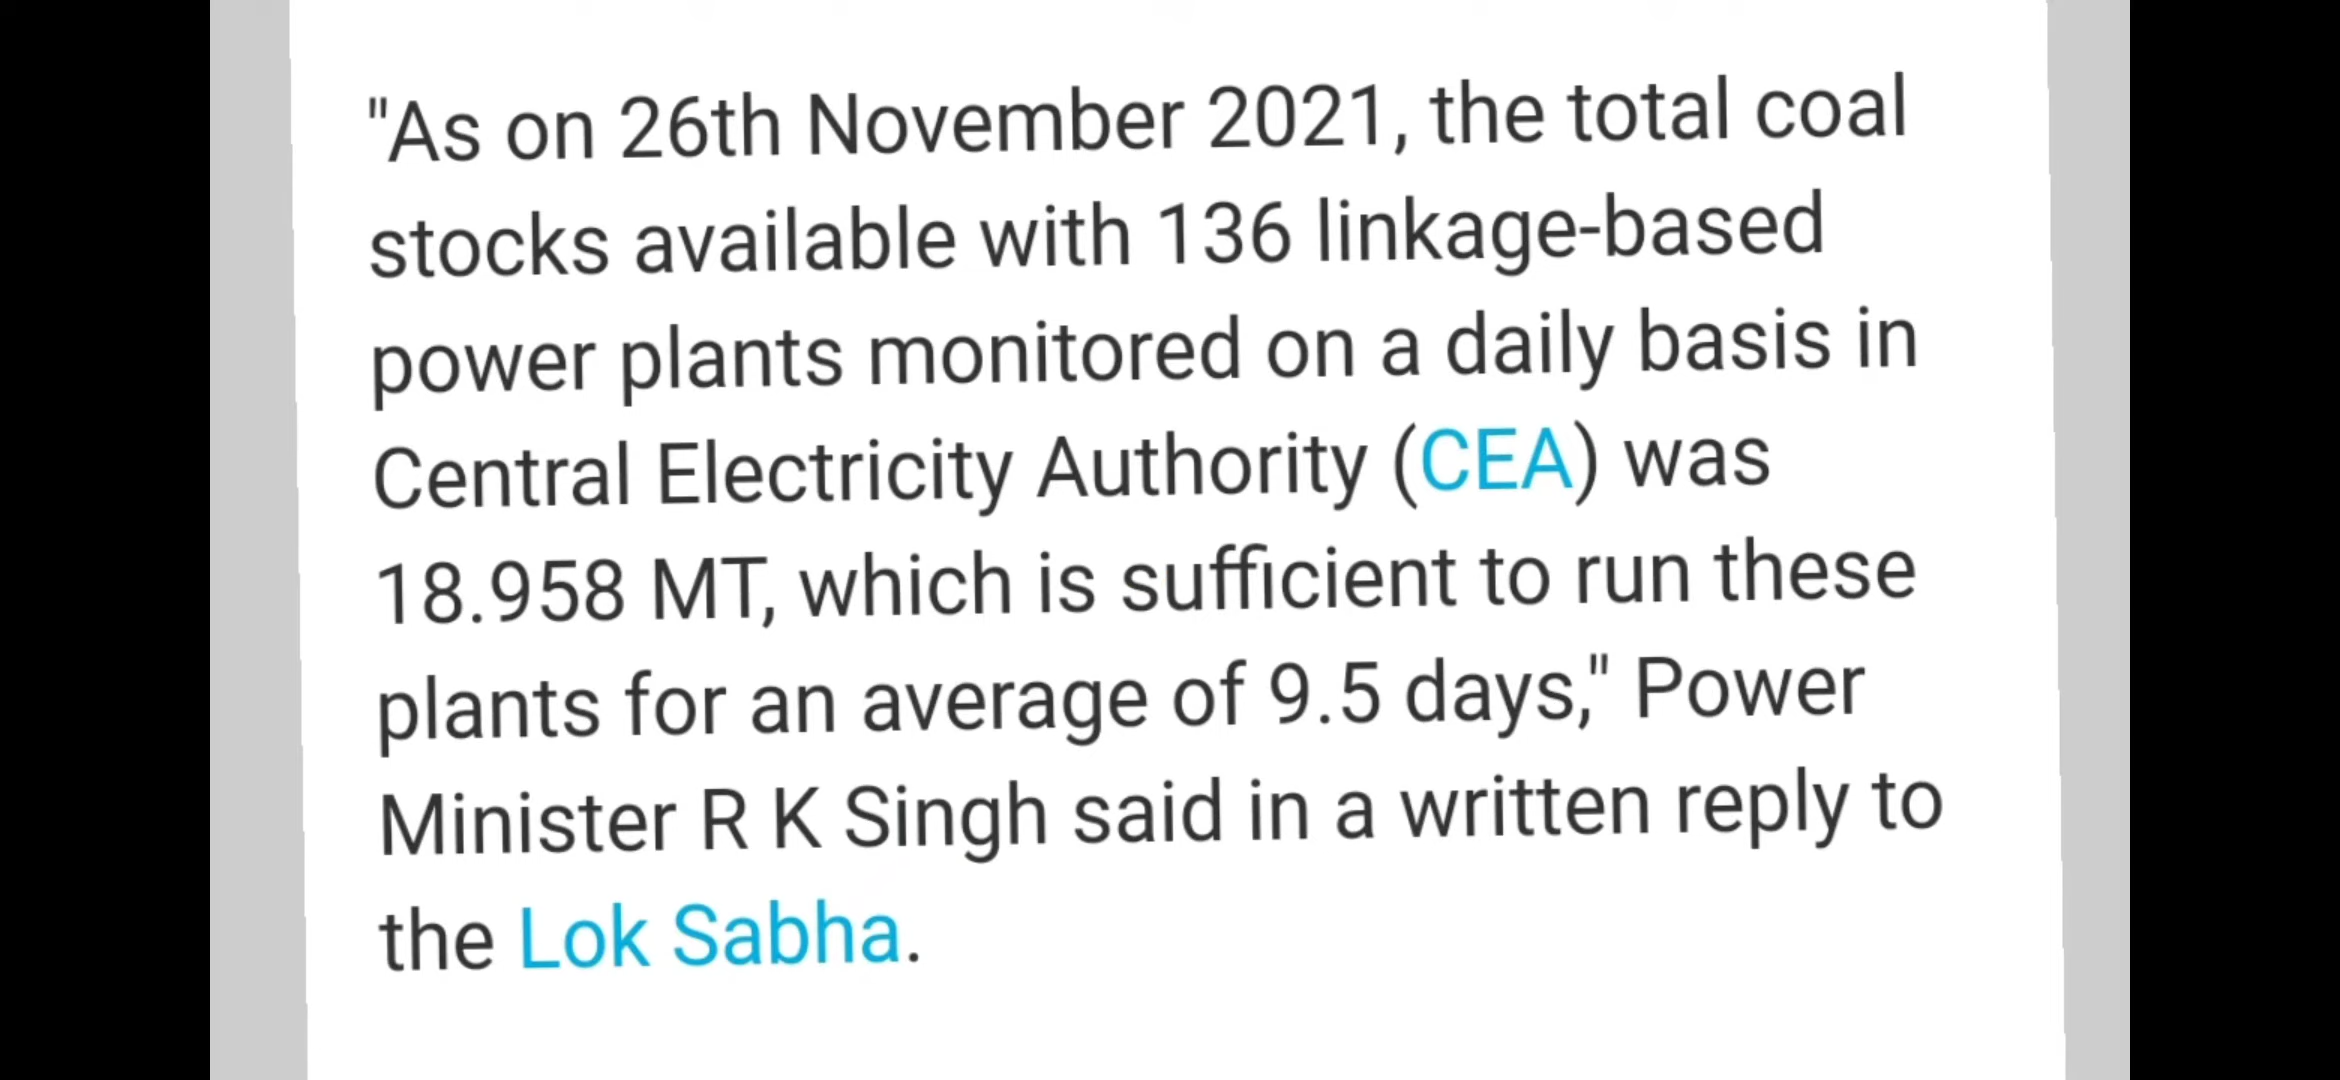 "As on 26th November 2021, the total coal
stocks available with 136 linkage-based
power plants monitored on a daily basis in
Central Electricity Authority (CEA) was
18.958 MT, which is sufficient to run these
plants for an average of 9.5 days," Power
Minister R K Singh said in a written reply to
the Lok Sabha.